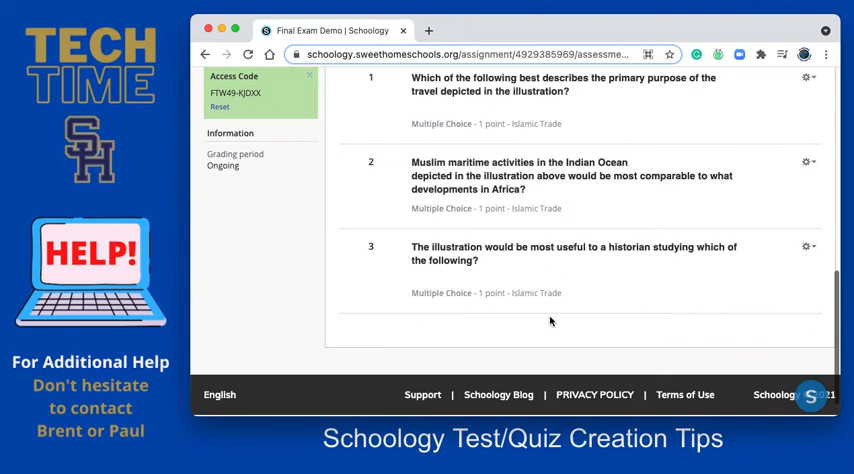 TECH
TIME
SH
HELP!
For Additional Help
Don't hesitate
to contact
Brent or Paul
Final Exam Demo | Schoology
schoology.sweethomeschools.org/assignment/4929385969/assessme...
Access Code
FTW49-KJDXX
Reset
Information
Grading period
Ongoing
1
Which of the following best describes the primary purpose of the
travel depicted in the illustration?
Multiple Choice - 1 point - Islamic Trade
2
Muslim maritime activities in the Indian Ocean
depicted in the illustration above would be most comparable to what
developments in Africa?
Multiple Choice - 1 point - Islamic Trade
3
The illustration would be most useful to a historian studying which of
the following?
Multiple Choice - 1 point - Islamic Trade
English
Support | Schoology Blog | PRIVACY POLICY | Terms of Use
Schoology
S
2021
Schoology Test/Quiz Creation Tips